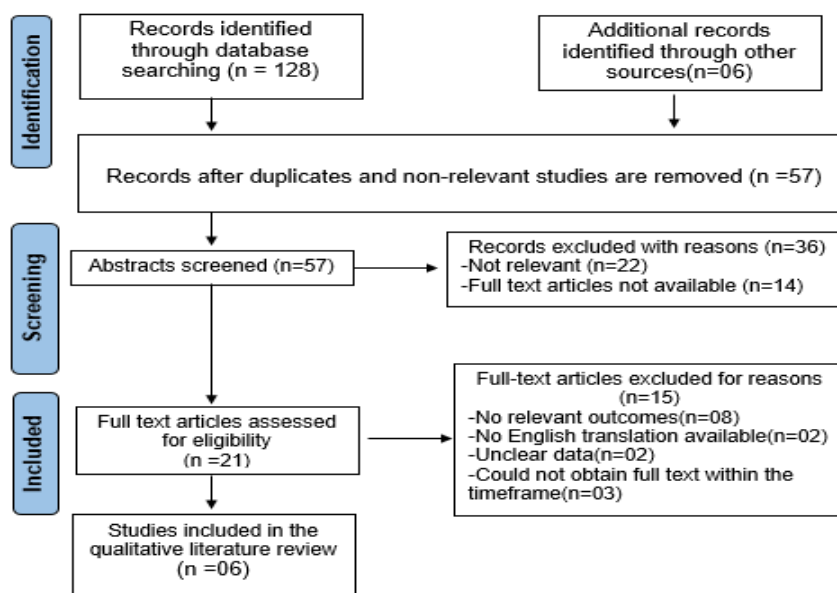 Identification
Records identified
through database
searching (n = 128)
Additional records
identified through other
sources(n=06)
Records after duplicates and non-relevant studies are removed (n =57)
Screening
Abstracts screened (n=57)
Records excluded with reasons (n=36)
-Not relevant (n=22)
-Full text articles not available (n=14)
Included
Full text articles assessed
for eligibility
(n =21)
Full-text articles excluded for reasons
(n=15)
-No relevant outcomes(n=08)
-No English translation available(n=02)
-Unclear data(n=02)
-Could not obtain full text within the
timeframe(n=03)
Studies included in the
qualitative literature review
(n =06)